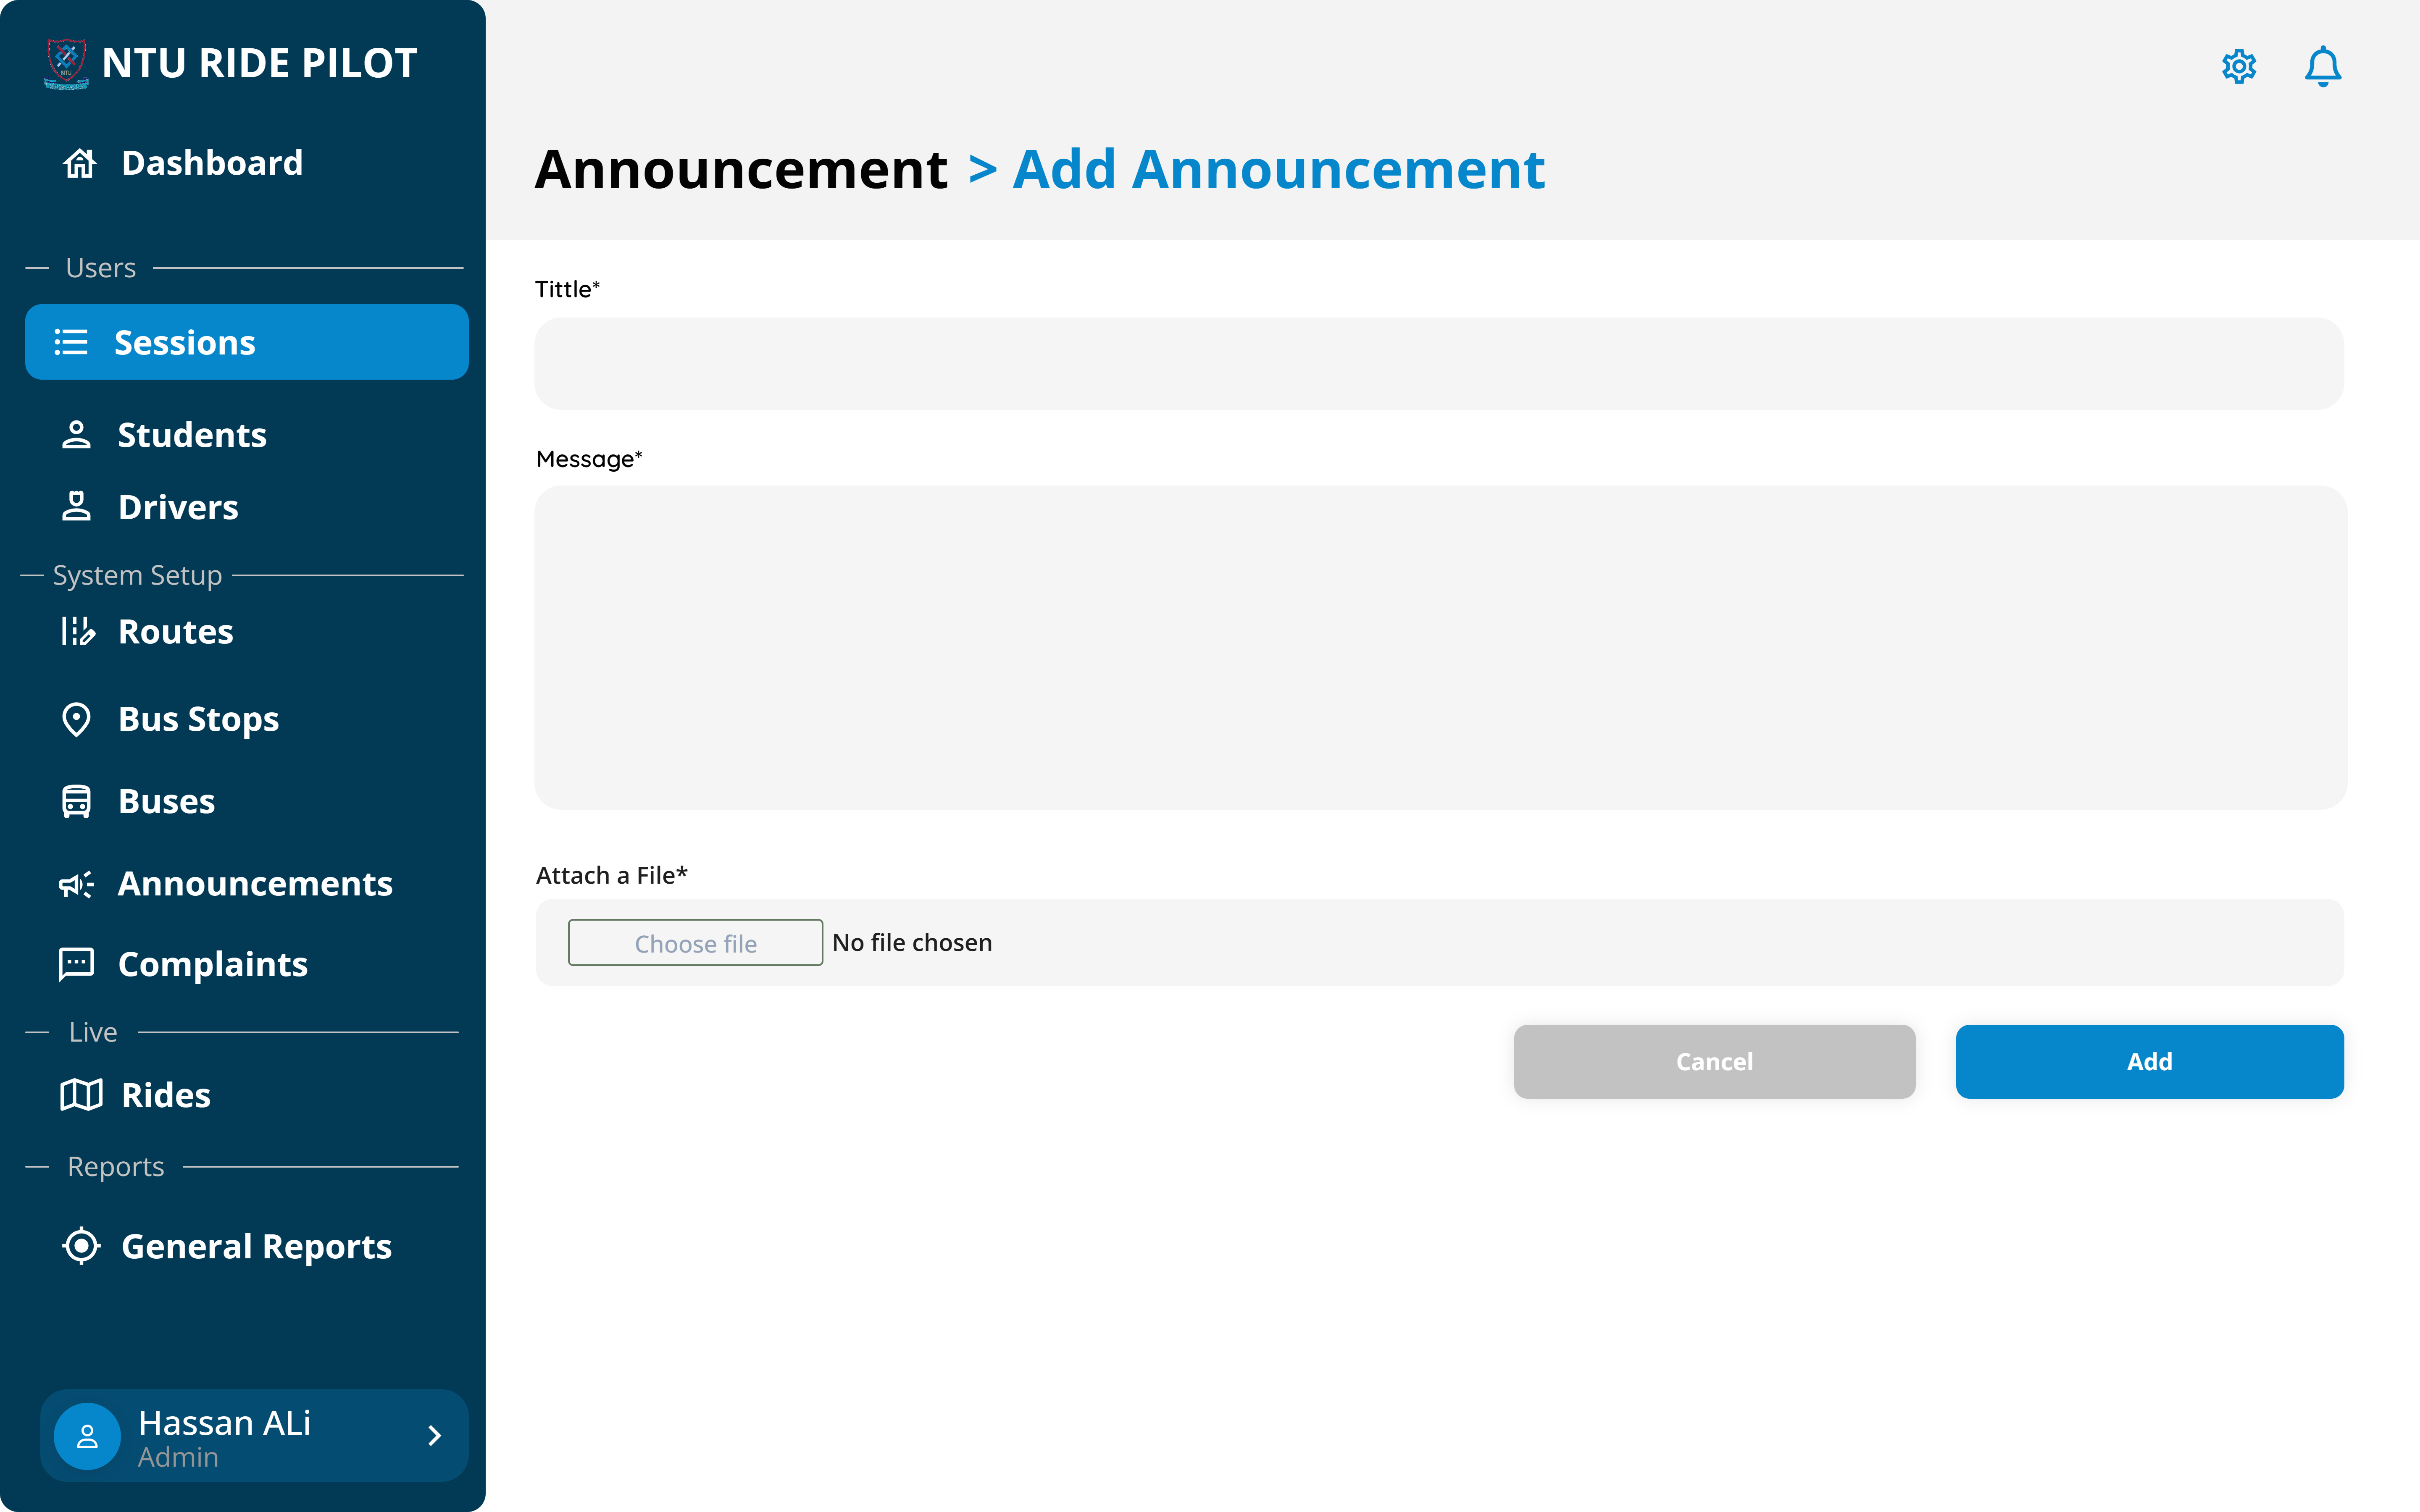 NTU RIDE PILOT
Dashboard
Users
Sessions
Students
Drivers
System Setup
Routes
Bus Stops
Buses
Announcements
Complaints
Live
Rides
Reports
General Reports
Hassan ALi
Admin
Announcement > Add Announcement
Tittle*
Message*
Attach a File*
Choose file No file chosen
Cancel Add